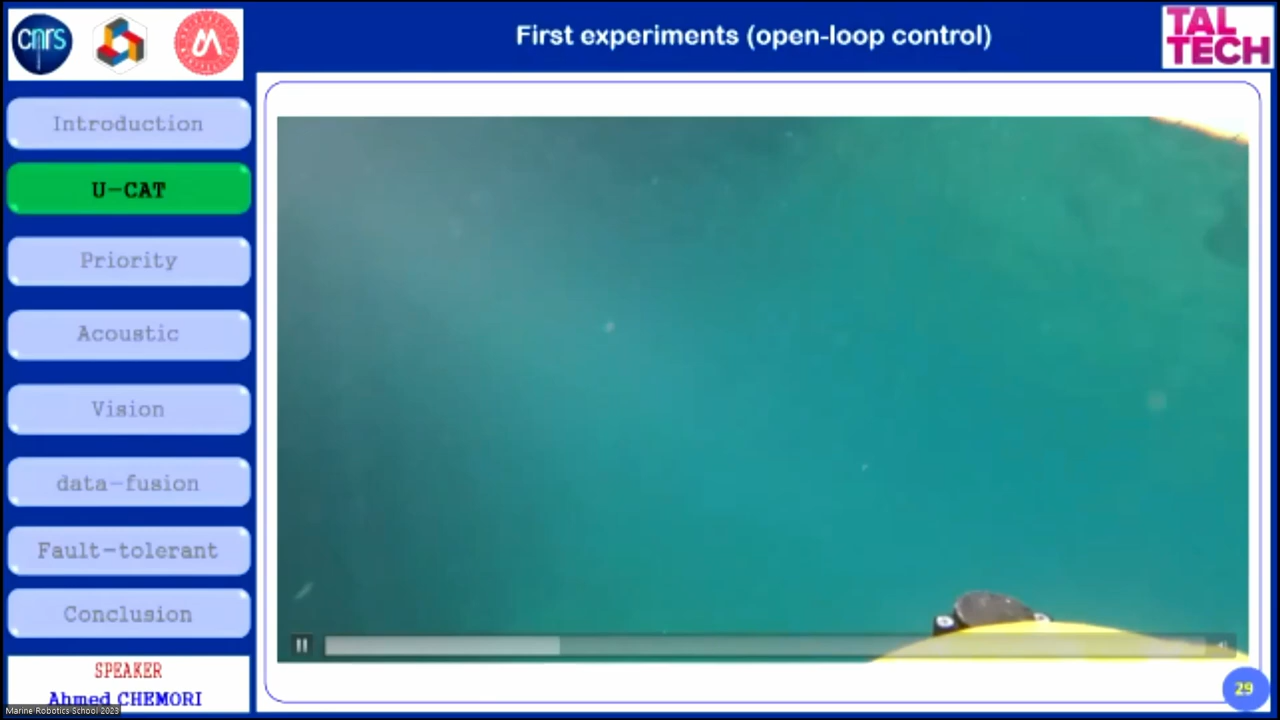 cnrs
First experiments (open-loop control)
TAL
TECH
Introduction
U-CAT
Priority
Acoustic
Vision
data-fusion
Fault-tolerant
Conclusion
SPEAKER
Ahmed CHEMORI
Marine Robotics School 2023
29